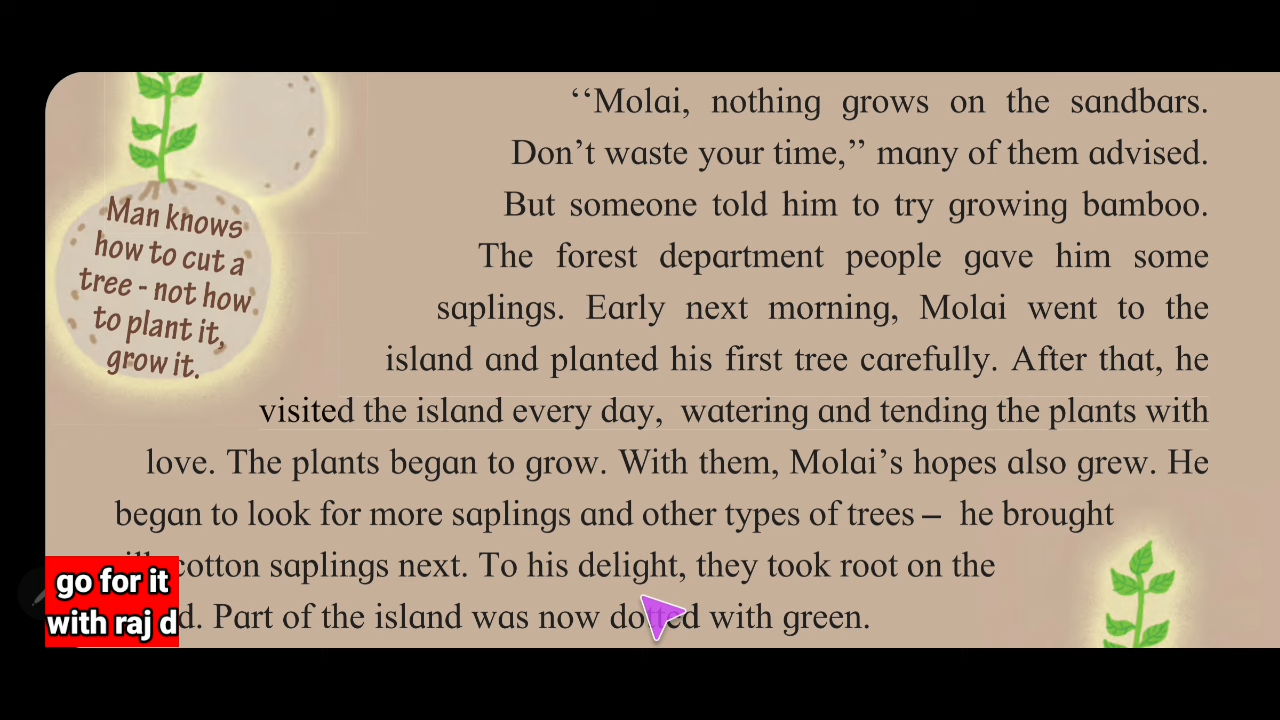 ‘‘Molai, nothing grows on the sandbars.
Don’t waste your time,’’ many of them advised.
But someone told him to try growing bamboo.
The forest department people gave him some
saplings. Early next morning, Molai went to the
island and planted his first tree carefully. After that, he
visited the island every day, watering and tending the plants with
love. The plants began to grow. With them, Molai’s hopes also grew. He
began to look for more saplings and other types of trees – he brought
cotton saplings next. To his delight, they took root on the
Part of the island was now dotted with green.
Man knows
how to cut a
tree - not how
to plant it,
grow it.
go for it
with raj d